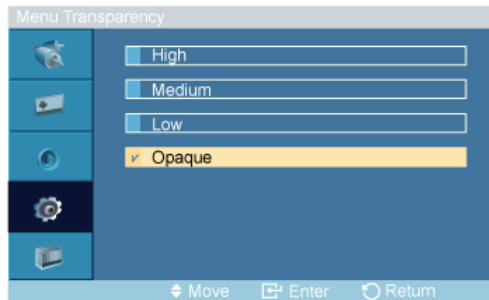 Menu Transparency
High
Medium
Low
Opaque
Move Enter Return